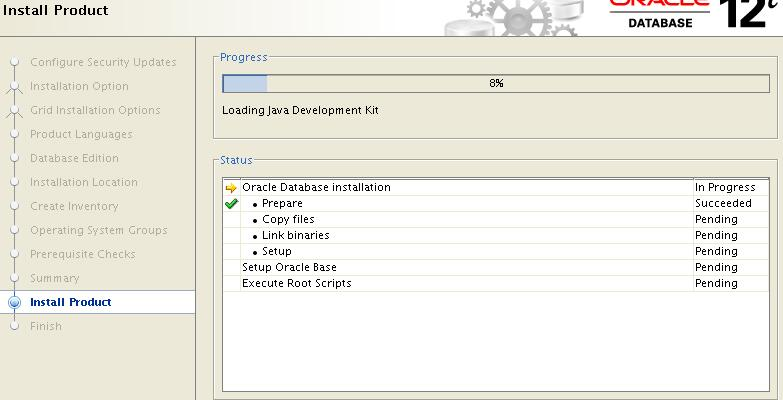 Install Product
ORACLE
DATABASE
12c
Configure Security Updates
Installation Option
Grid Installation Options
Product Languages
Database Edition
Installation Location
Create Inventory
Operating System Groups
Prerequisite Checks
Summary
Install Product
Finish
Progress
8%
Loading Java Development Kit
Status
Oracle Database installation In Progress
• Prepare Succeeded
• Copy files Pending
• Link binaries Pending
• Setup Pending
Setup Oracle Base Pending
Execute Root Scripts Pending